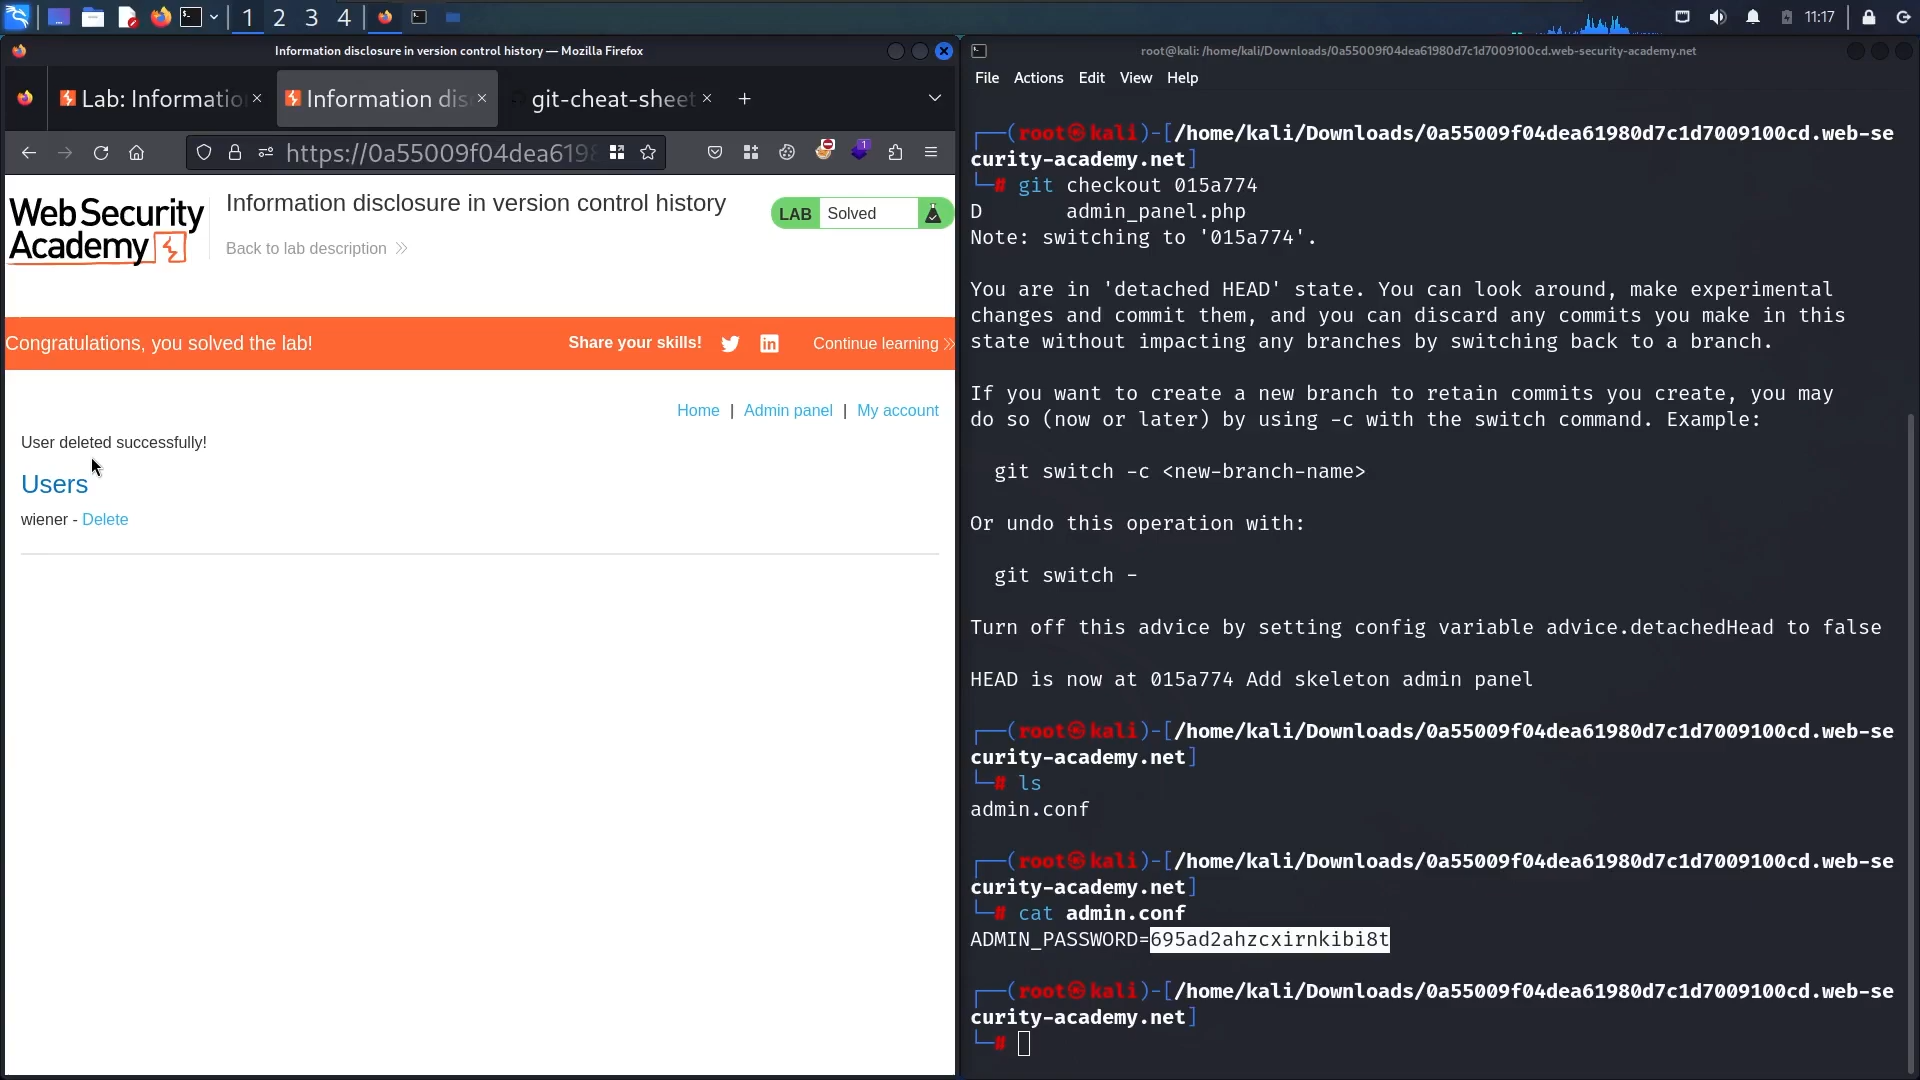 1 2 3 4
11:17
Information disclosure in version control history — Mozilla Firefox
Lab: Informatio
Information dis
git-cheat-sheet
https://0a55009f04dea6198
1
Web Security
Academy
Information disclosure in version control history
Back to lab description
LAB Solved
Congratulations, you solved the lab!
Share your skills!
Continue learning
Home | Admin panel | My account
User deleted successfully!
Users
wiener - Delete
root@kali: /home/kali/Downloads/0a55009f04dea61980d7c1d7009100cd.web-security-academy.net
File Actions Edit View Help
┌──(root㉿kali)-[/home/kali/Downloads/0a55009f04dea61980d7c1d7009100cd.web-se
curity-academy.net]
└─# git checkout 015a774
D       admin_panel.php
Note: switching to '015a774'.
You are in 'detached HEAD' state. You can look around, make experimental
changes and commit them, and you can discard any commits you make in this
state without impacting any branches by switching back to a branch.
If you want to create a new branch to retain commits you create, you may
do so (now or later) by using -c with the switch command. Example:
git switch -c <new-branch-name>
Or undo this operation with:
git switch -
Turn off this advice by setting config variable advice.detachedHead to false
HEAD is now at 015a774 Add skeleton admin panel
┌──(root㉿kali)-[/home/kali/Downloads/0a55009f04dea61980d7c1d7009100cd.web-se
curity-academy.net]
└─# ls
admin.conf
┌──(root㉿kali)-[/home/kali/Downloads/0a55009f04dea61980d7c1d7009100cd.web-se
curity-academy.net]
└─# cat admin.conf
ADMIN_PASSWORD=695ad2ahzcxirnkibi8t
┌──(root㉿kali)-[/home/kali/Downloads/0a55009f04dea61980d7c1d7009100cd.web-se
curity-academy.net]
└─#